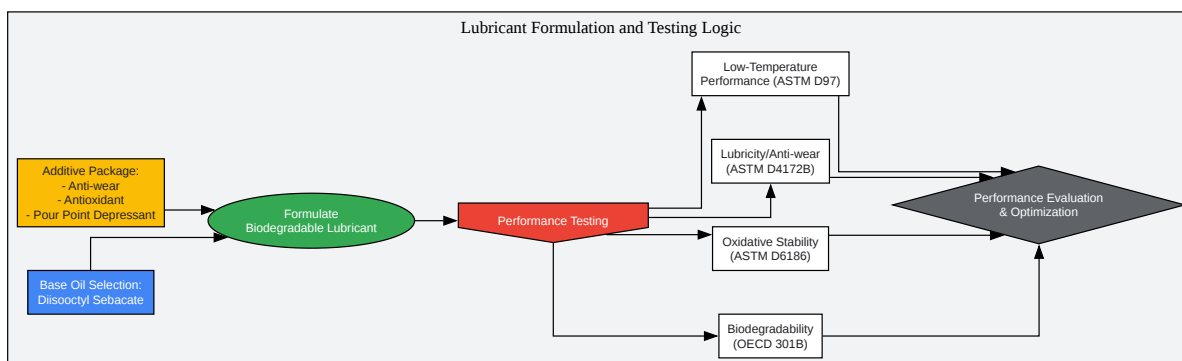 Lubricant Formulation and Testing Logic
Low-Temperature
Performance (ASTM D97)
Lubricity/Anti-wear
(ASTM D4172B)
Additive Package:
- Anti-wear
- Antioxidant
- Pour Point Depressant
Formulate
Biodegradable Lubricant
Performance Testing
Performance Evaluation
& Optimization
Oxidative Stability
(ASTM D6186)
Base Oil Selection:
Diisooctyl Sebacate
Biodegradability
(OECD 301B)